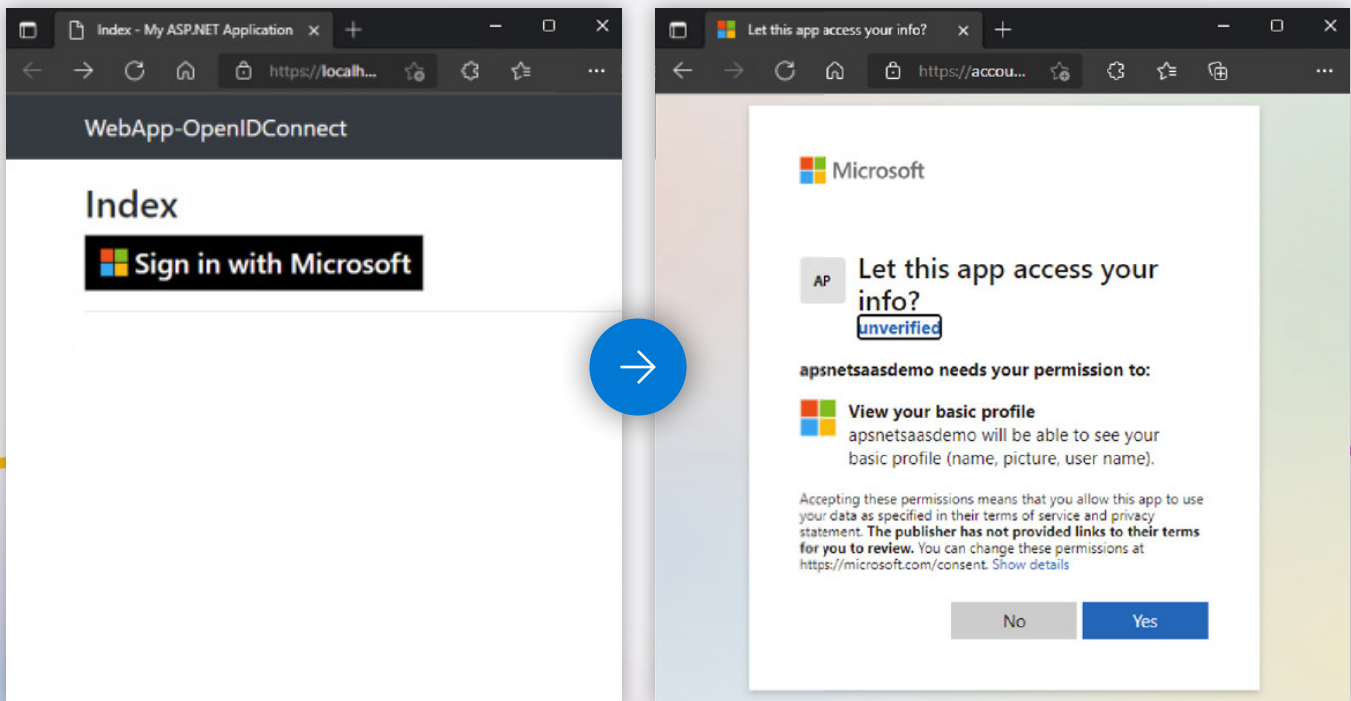 Index - My ASP.NET Application
https://localh...
WebApp-OpenIDConnect
Index
Sign in with Microsoft
Let this app access your info?
https://accou...
Microsoft
AP
Let this app access your
info?
unverified
apsnetsaasdemo needs your permission to:
View your basic profile
apsnetsaasdemo will be able to see your
basic profile (name, picture, user name).
Accepting these permissions means that you allow this app to use
your data as specified in their terms of service and privacy
statement. The publisher has not provided links to their terms
for you to review. You can change these permissions at
https://microsoft.com/consent. Show details
No
Yes